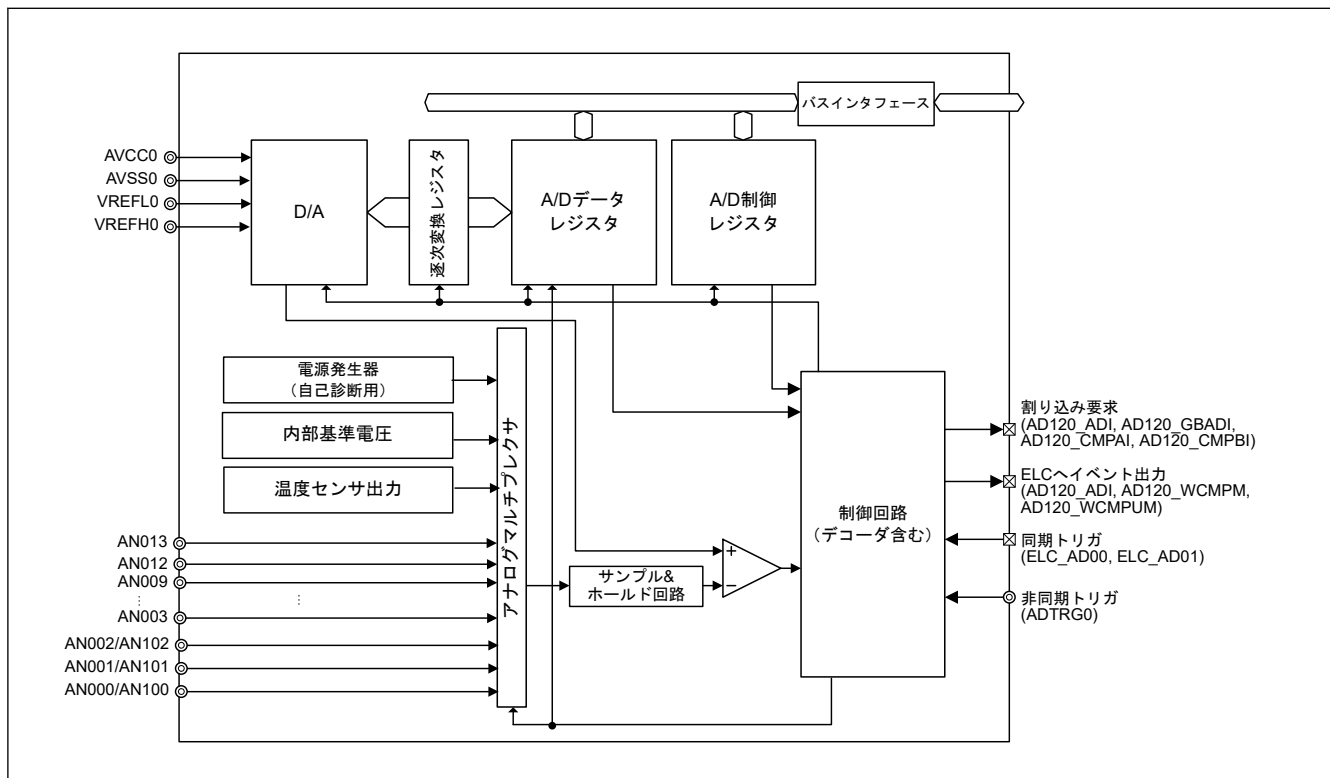 バスインタフェース
AVCC0
AVSS0
VREFL0
VREFH0
D/A
逐次変換レジスタ
A/Dデータ
レジスタ
A/D制御
レジスタ
電源発生器
（自己診断用）
内部基準電圧
温度センサ出力
アナログマルチプレクサ
AN013
AN012
AN009
AN003
AN002/AN102
AN001/AN101
AN000/AN100
サンプル&
ホールド回路
+
−
制御回路
（デコーダ含む）
割り込み要求
(AD120_ADI, AD120_GBADI,
AD120_CMPAI, AD120_CMPBI)
ELCへイベント出力
(AD120_ADI, AD120_WCMPM,
AD120_WCMPUM)
同期トリガ
(ELC_AD00, ELC_AD01)
非同期トリガ
(ADTRG0)